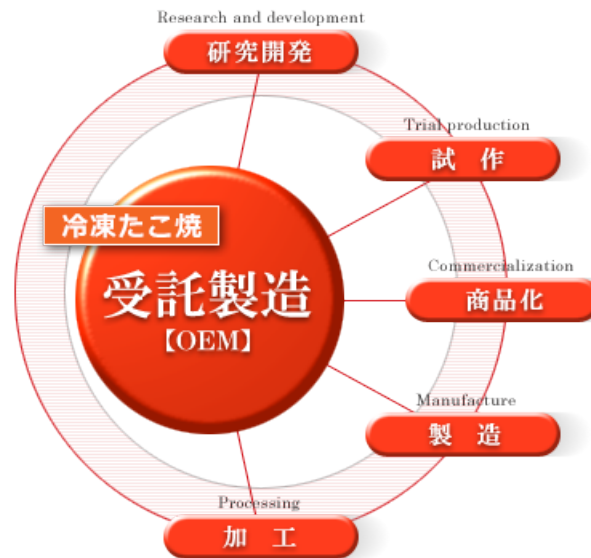 Research and development
研究開発
Trial production
試　作
冷凍たこ焼
Commercialization
受託製造
商品化
【OEM】
Manufacture
製　造
Processing
加　工